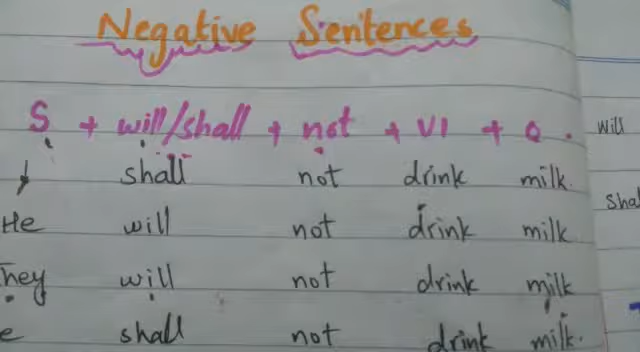 Negative Sentences
S + will/shall + not + V1 + O.
I shall not drink milk.
He will not drink milk.
They will not drink milk
e shall not drink milk.
will
Shal